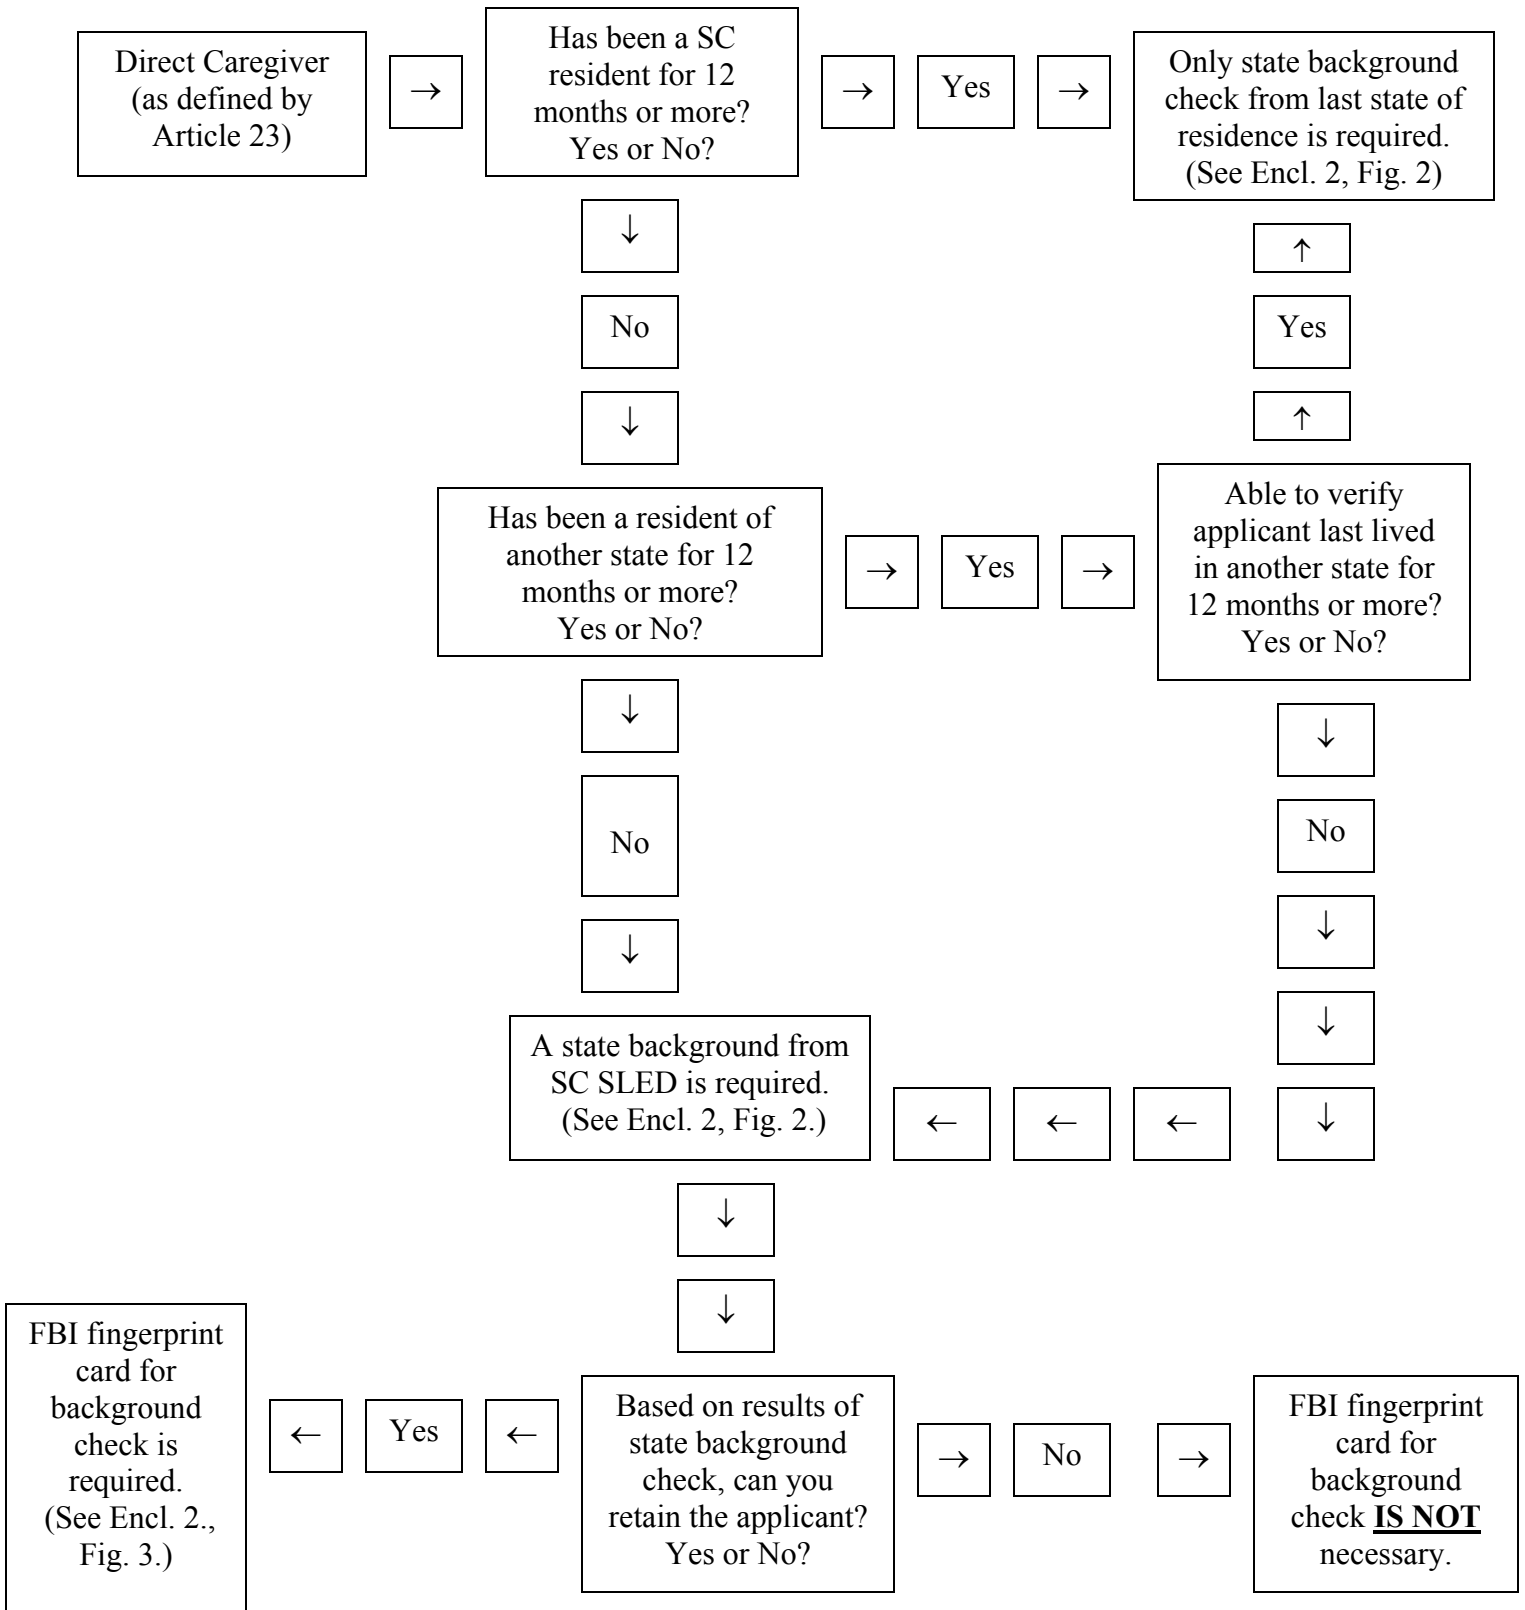 Direct Caregiver
(as defined by
Article 23)
→
Has been a SC
resident for 12
months or more?
Yes or No?
→
Yes
→
Only state background
check from last state of
residence is required.
(See Encl. 2, Fig. 2)
↓
↑
No
Yes
↓
↑
Has been a resident of
another state for 12
months or more?
Yes or No?
→
Yes
→
Able to verify
applicant last lived
in another state for
12 months or more?
Yes or No?
↓
↓
No
No
↓
↓
↓
A state background from
SC SLED is required.
(See Encl. 2, Fig. 2.)
←
←
←
↓
↓
↓
FBI fingerprint
card for
background
check is
required.
(See Encl. 2.,
Fig. 3.)
←
Yes
←
Based on results of
state background
check, can you
retain the applicant?
Yes or No?
→
No
→
FBI fingerprint
card for
background
check IS NOT
necessary.